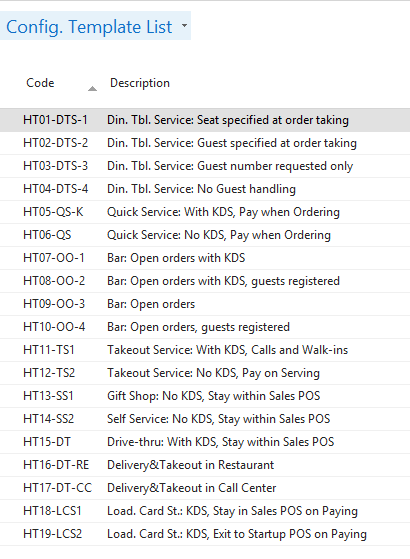 Config. Template List
Code Description
HT01-DTS-1 Din. Tbl. Service: Seat specified at order taking
HT02-DTS-2 Din. Tbl. Service: Guest specified at order taking
HT03-DTS-3 Din. Tbl. Service: Guest number requested only
HT04-DTS-4 Din. Tbl. Service: No Guest handling
HT05-QS-K Quick Service: With KDS, Pay when Ordering
HT06-QS Quick Service: No KDS, Pay when Ordering
HT07-OO-1 Bar: Open orders with KDS
HT08-OO-2 Bar: Open orders with KDS, guests registered
HT09-OO-3 Bar: Open orders
HT10-OO-4 Bar: Open orders, guests registered
HT11-TS1 Takeout Service: With KDS, Calls and Walk-ins
HT12-TS2 Takeout Service: No KDS, Pay on Serving
HT13-SS1 Gift Shop: No KDS, Stay within Sales POS
HT14-SS2 Self Service: No KDS, Stay within Sales POS
HT15-DT Drive-thru: With KDS, Stay within Sales POS
HT16-DT-RE Delivery&Takeout in Restaurant
HT17-DT-CC Delivery&Takeout in Call Center
HT18-LCS1 Load. Card St.: KDS, Stay in Sales POS on Paying
HT19-LCS2 Load. Card St.: KDS, Exit to Startup POS on Paying